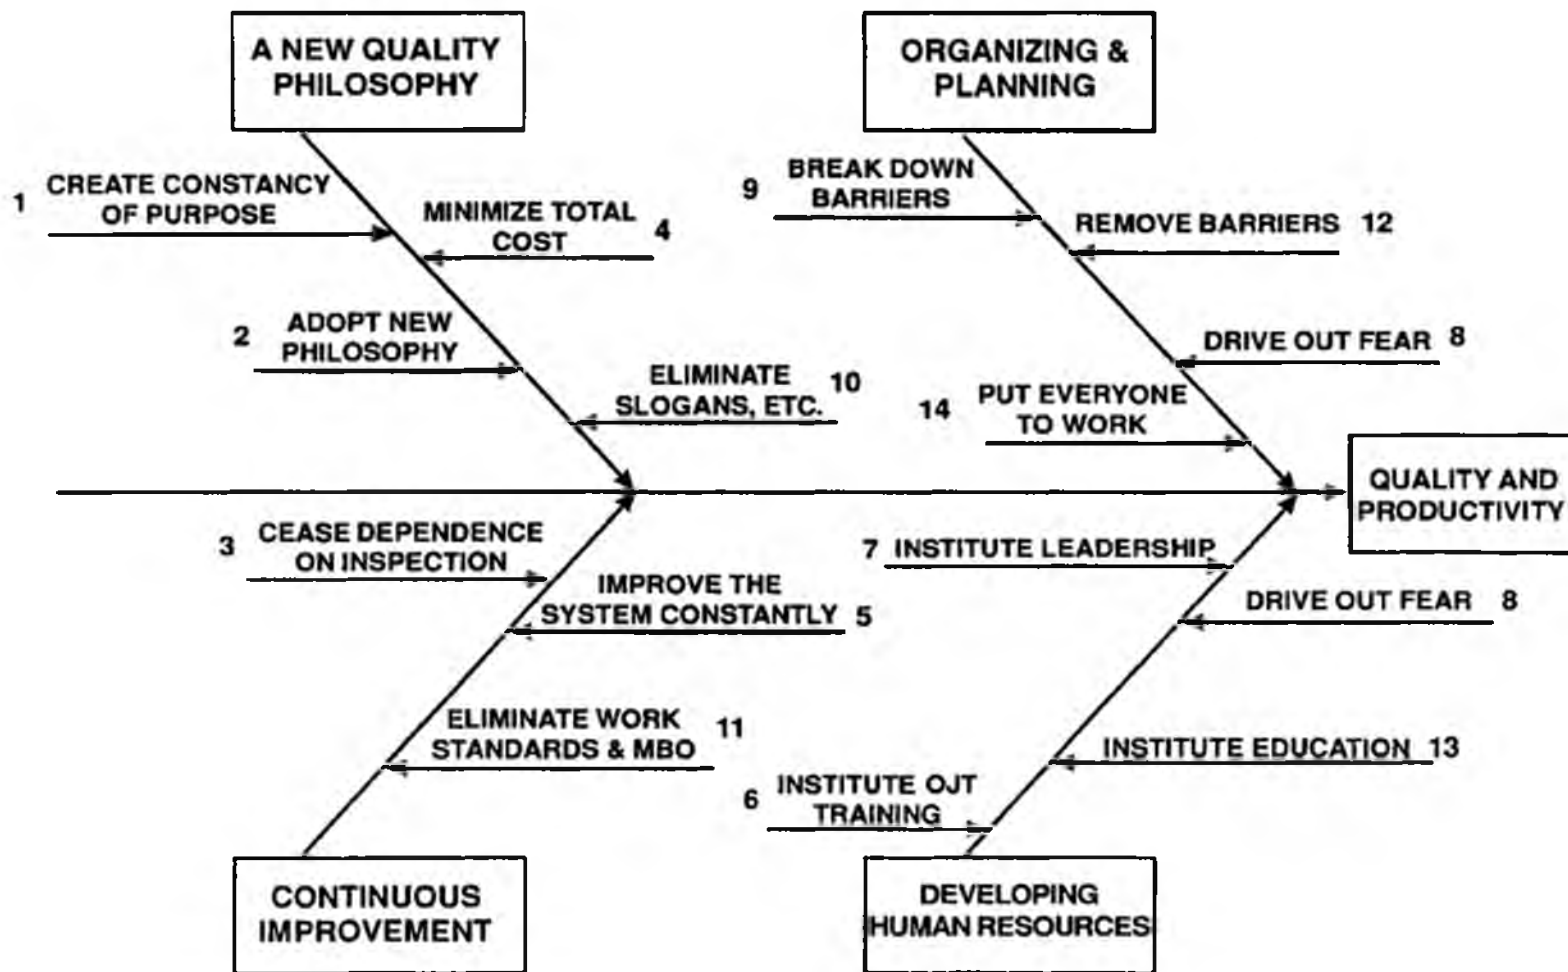 A NEW QUALITY
PHILOSOPHY
ORGANIZING &
PLANNING
1 CREATE CONSTANCY
OF PURPOSE
MINIMIZE TOTAL
COST 4
2 ADOPT NEW
PHILOSOPHY
ELIMINATE 10
SLOGANS, ETC.
9 BREAK DOWN
BARRIERS
REMOVE BARRIERS 12
DRIVE OUT FEAR 8
14 PUT EVERYONE
TO WORK
QUALITY AND
PRODUCTIVITY
3 CEASE DEPENDENCE
ON INSPECTION
IMPROVE THE
SYSTEM CONSTANTLY 5
ELIMINATE WORK 11
STANDARDS & MBO
7 INSTITUTE LEADERSHIP
DRIVE OUT FEAR 8
INSTITUTE EDUCATION 13
6 INSTITUTE OJT
TRAINING
CONTINUOUS
IMPROVEMENT
DEVELOPING
HUMAN RESOURCES